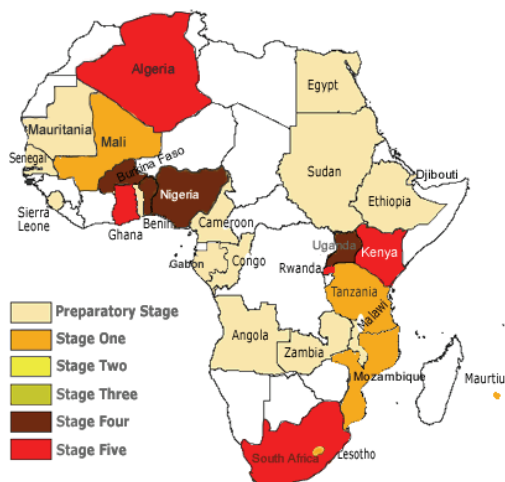 Algeria
Egypt
Mauritania
Mali
Senegal
Burkina Faso
Sudan
Djibouti
Nigeria
Ethiopia
Sierra
Leone
Ghana
Benin
Cameroon
Uganda
Kenya
Gabon
Congo
Rwanda
Tanzania
Malawi
Angola
Zambia
Mozambique
Maurtiu
South Africa
Lesotho
Preparatory Stage
Stage One
Stage Two
Stage Three
Stage Four
Stage Five